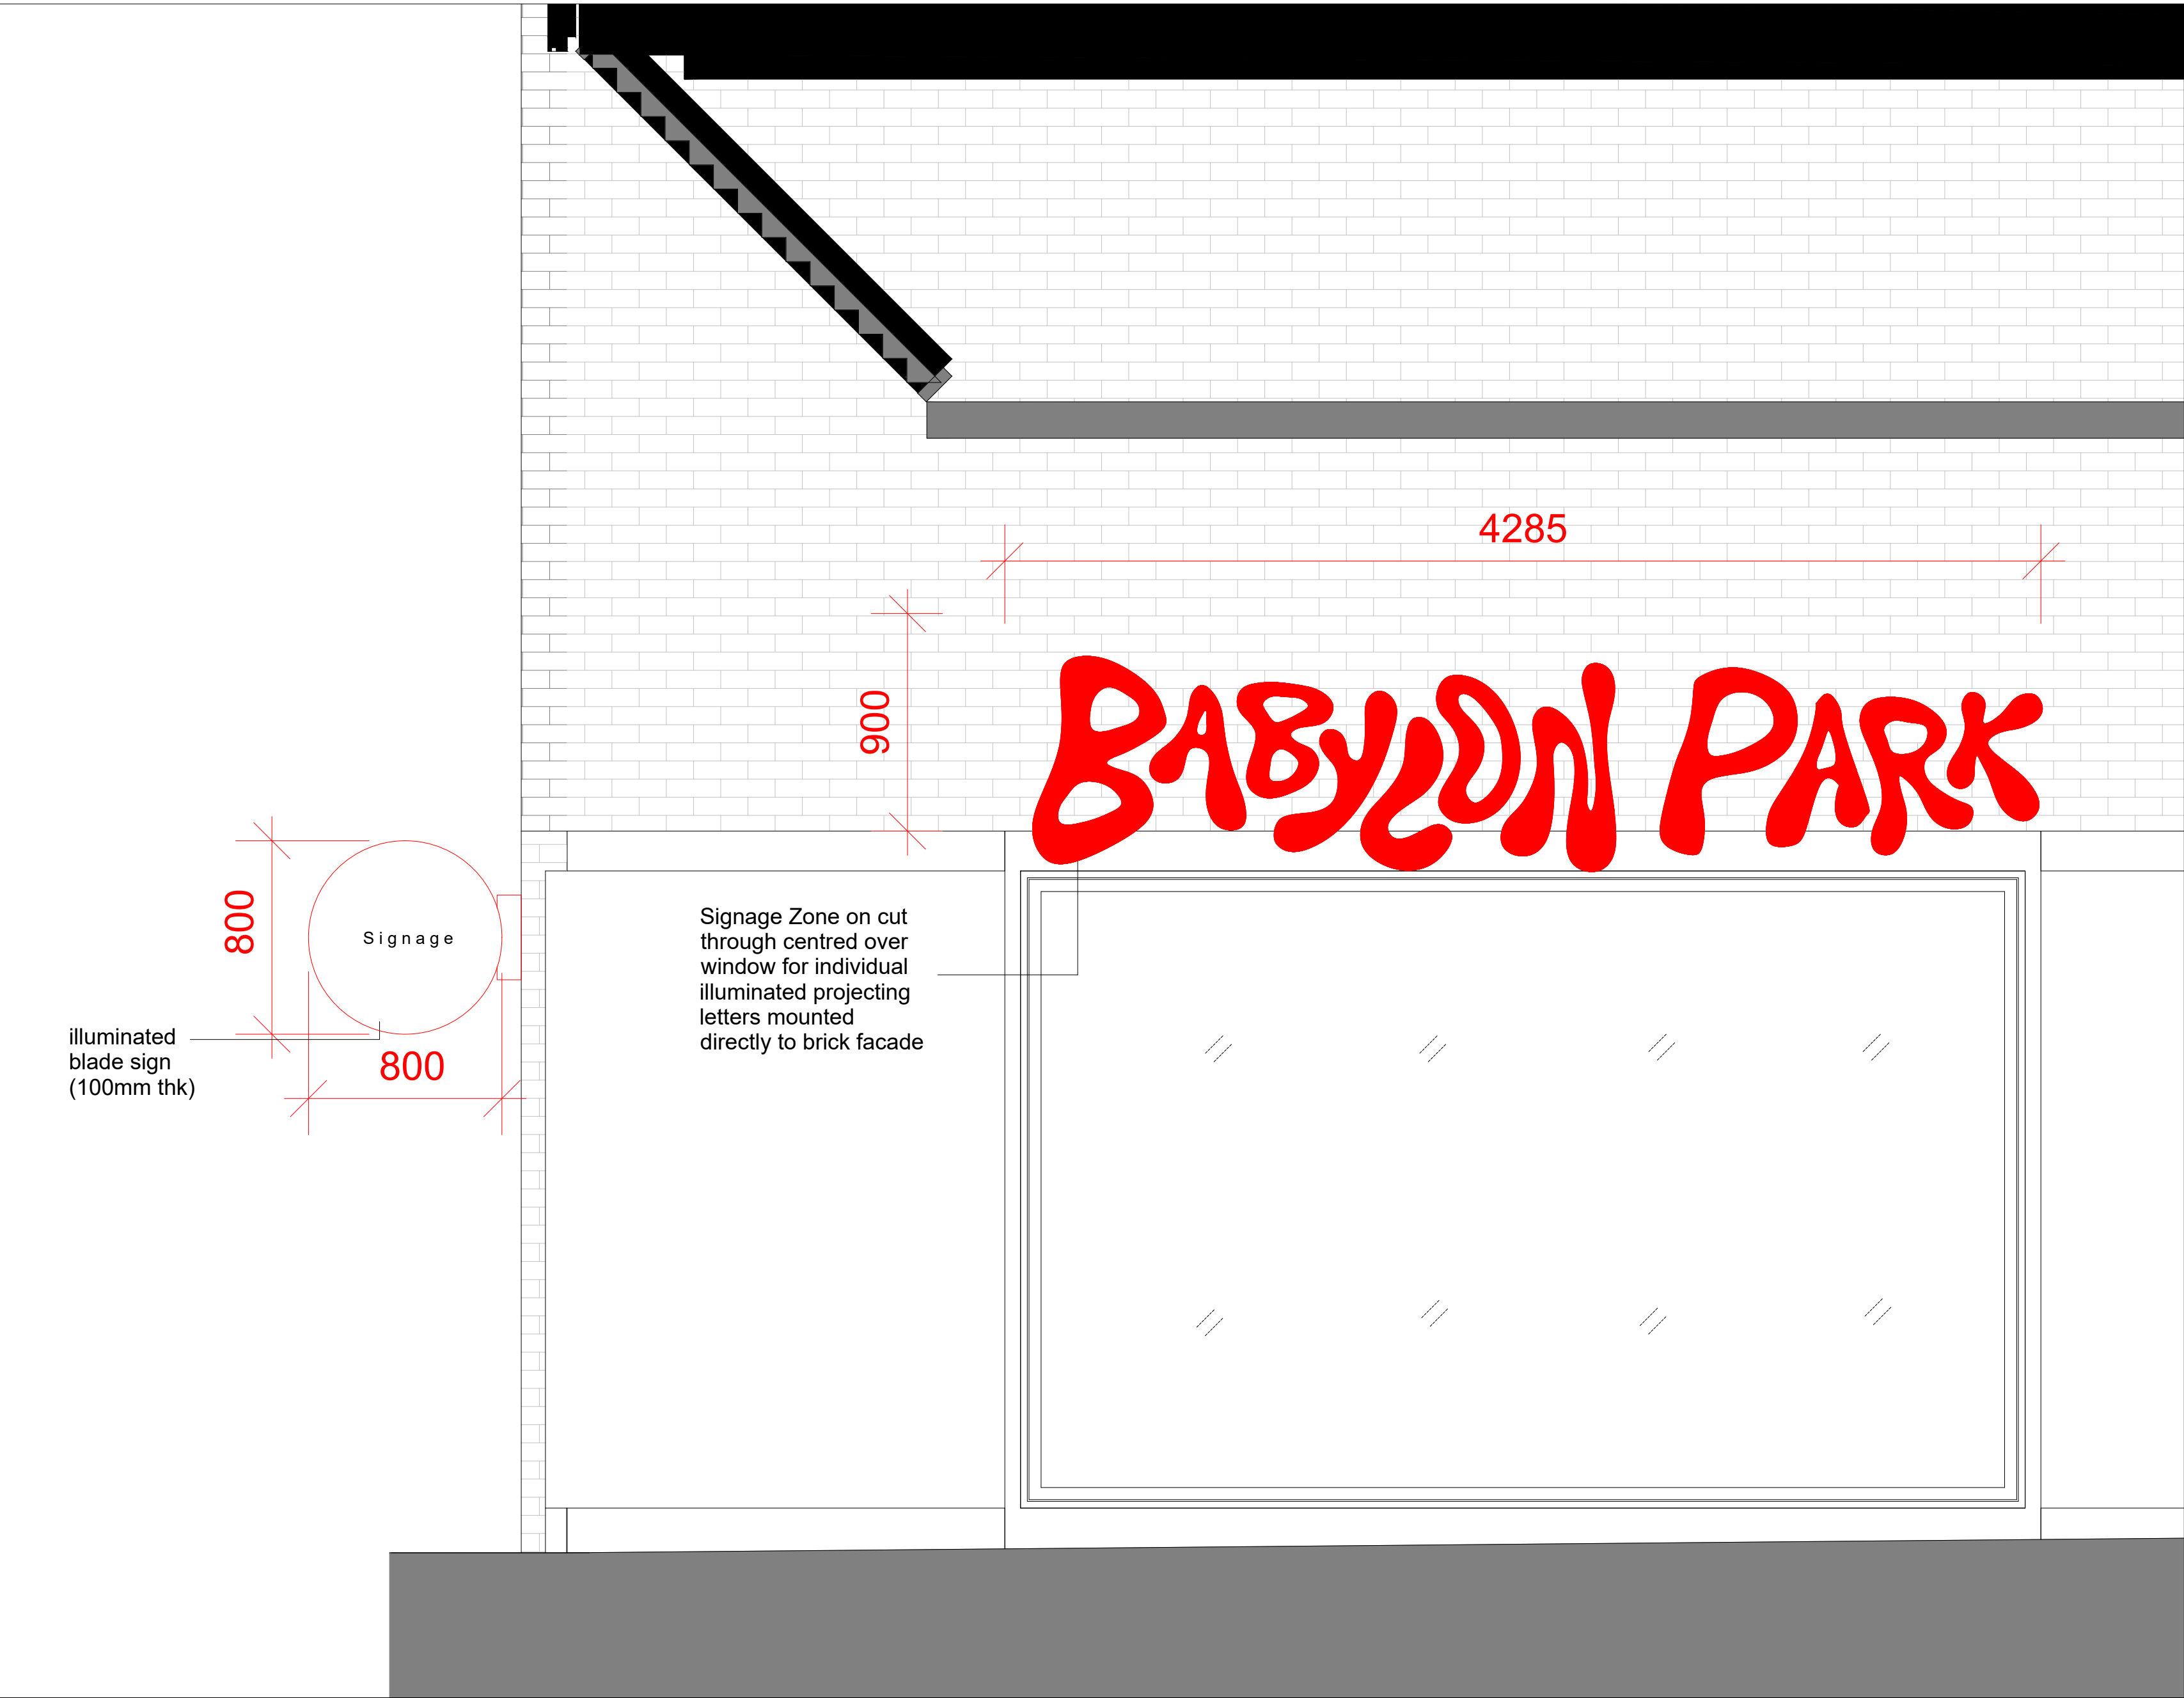 4285
900
BABYLON PARK
800
Signage
Signage Zone on cut
through centred over
window for individual
illuminated projecting
letters mounted
directly to brick facade
illuminated
blade sign
(100mm thk)
800